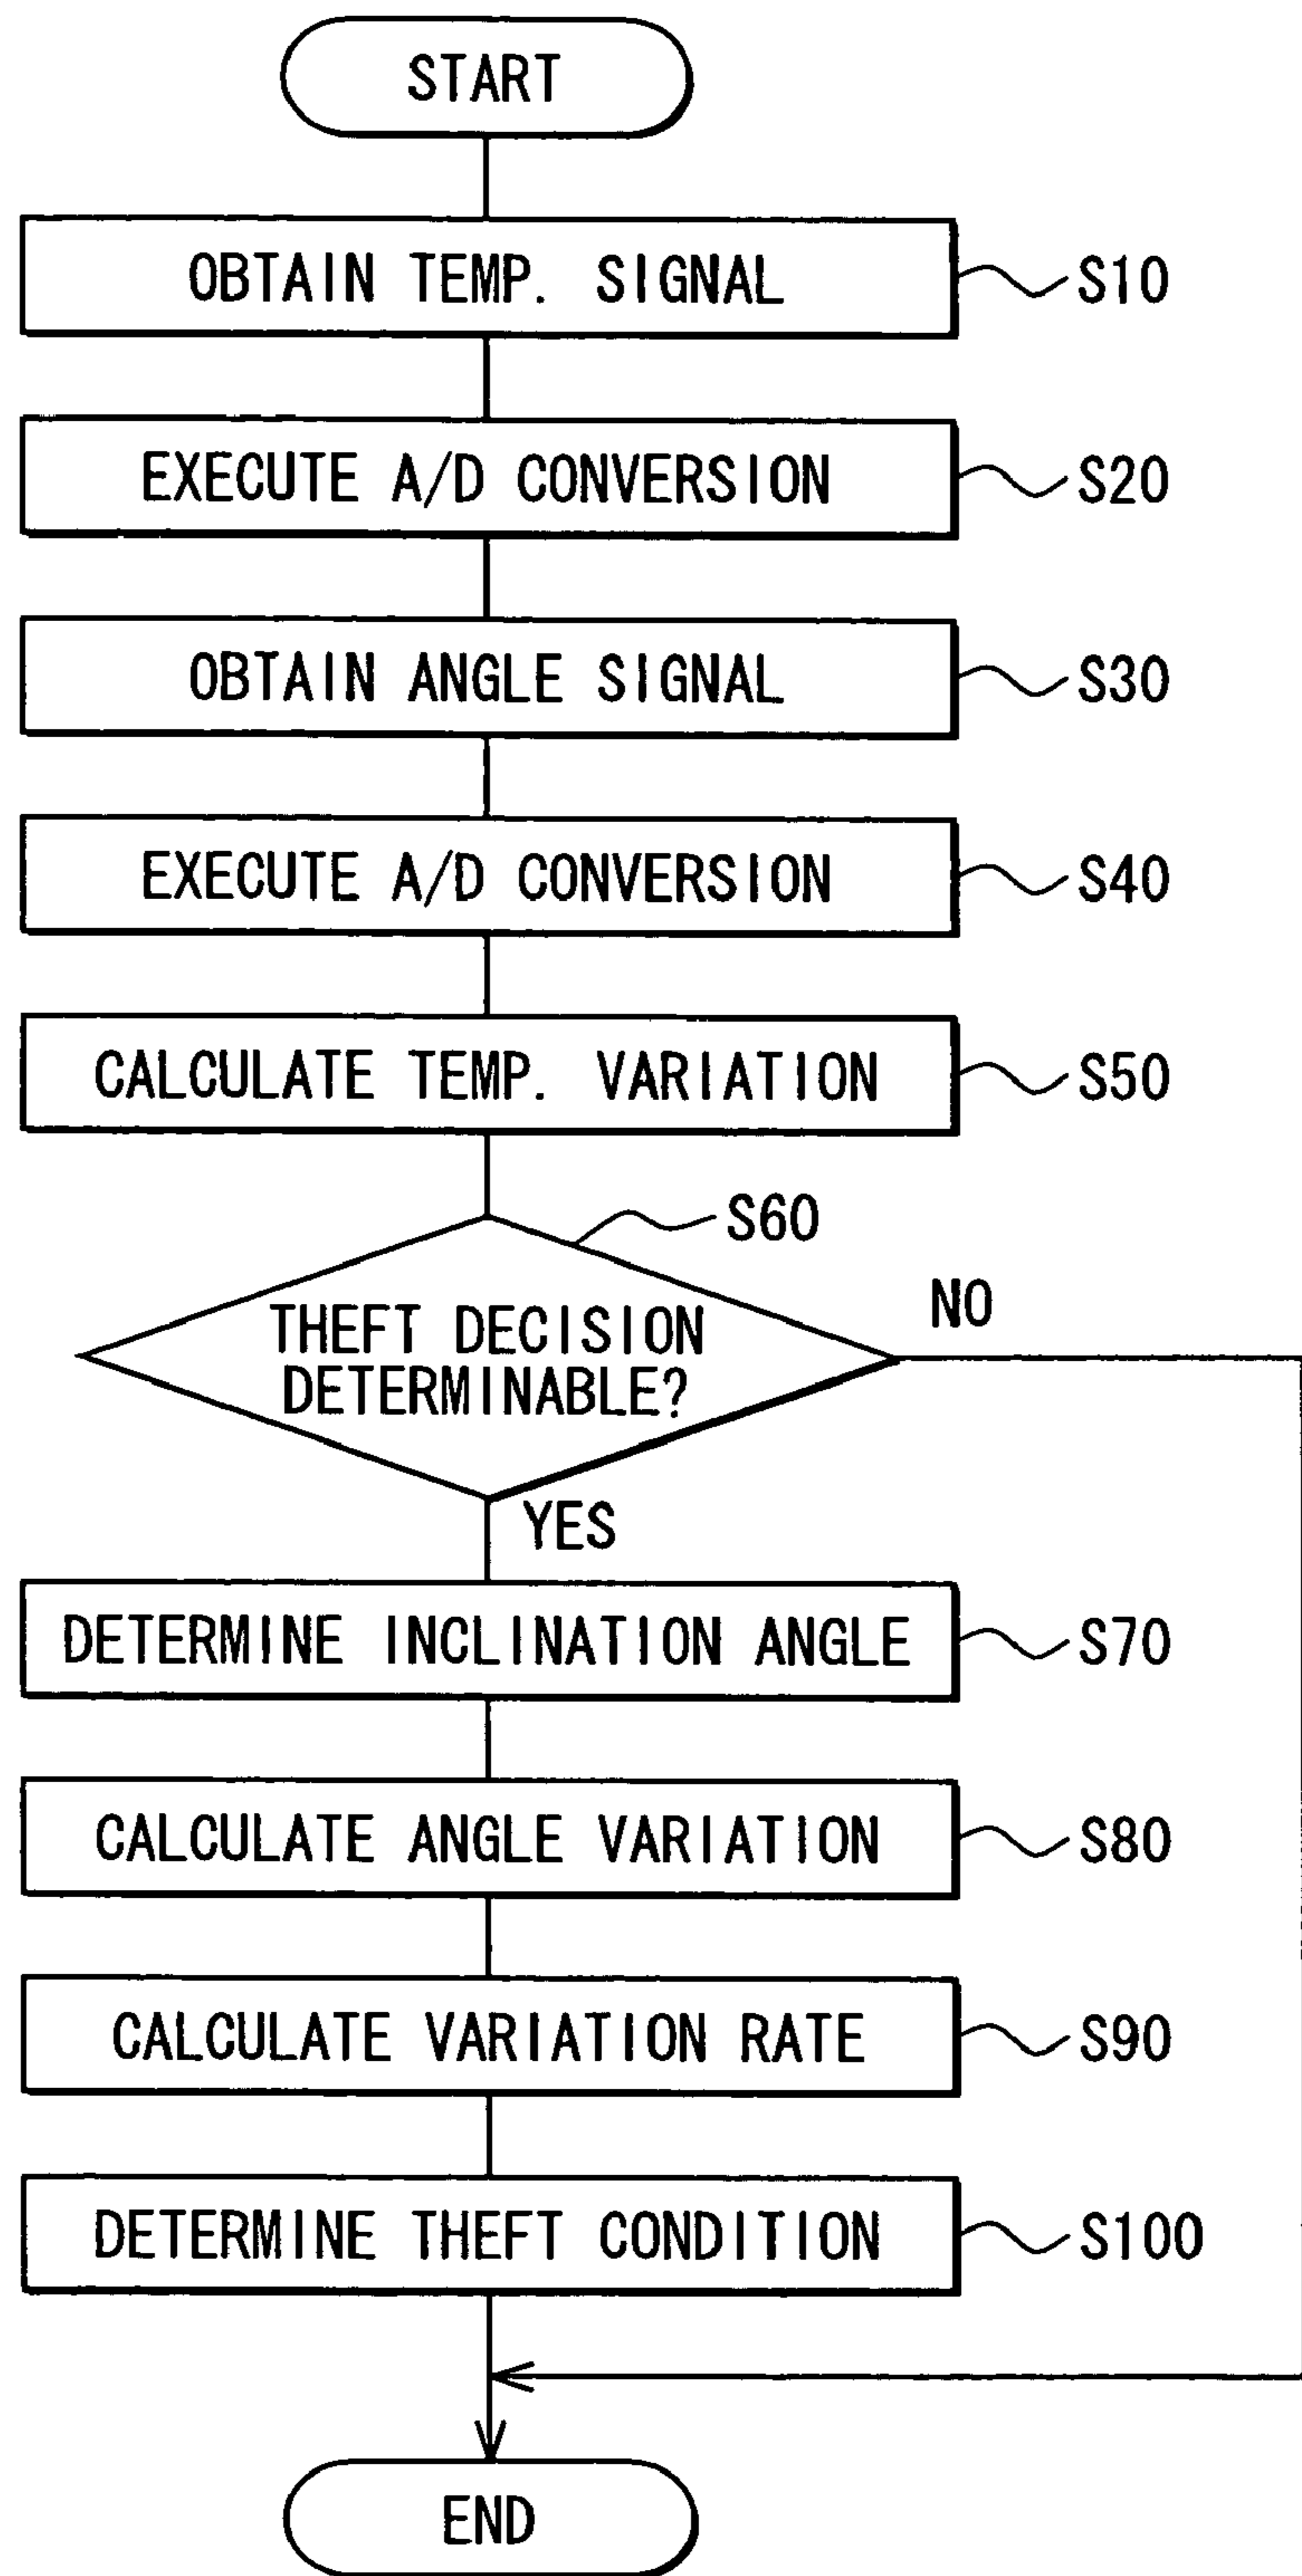 START
OBTAIN TEMP. SIGNAL
S10
EXECUTE A/D CONVERSION
S20
OBTAIN ANGLE SIGNAL
S30
EXECUTE A/D CONVERSION
S40
CALCULATE TEMP. VARIATION
S50
S60
THEFT DECISION
DETERMINABLE?
NO
YES
DETERMINE INCLINATION ANGLE
S70
CALCULATE ANGLE VARIATION
S80
CALCULATE VARIATION RATE
S90
DETERMINE THEFT CONDITION
S100
END